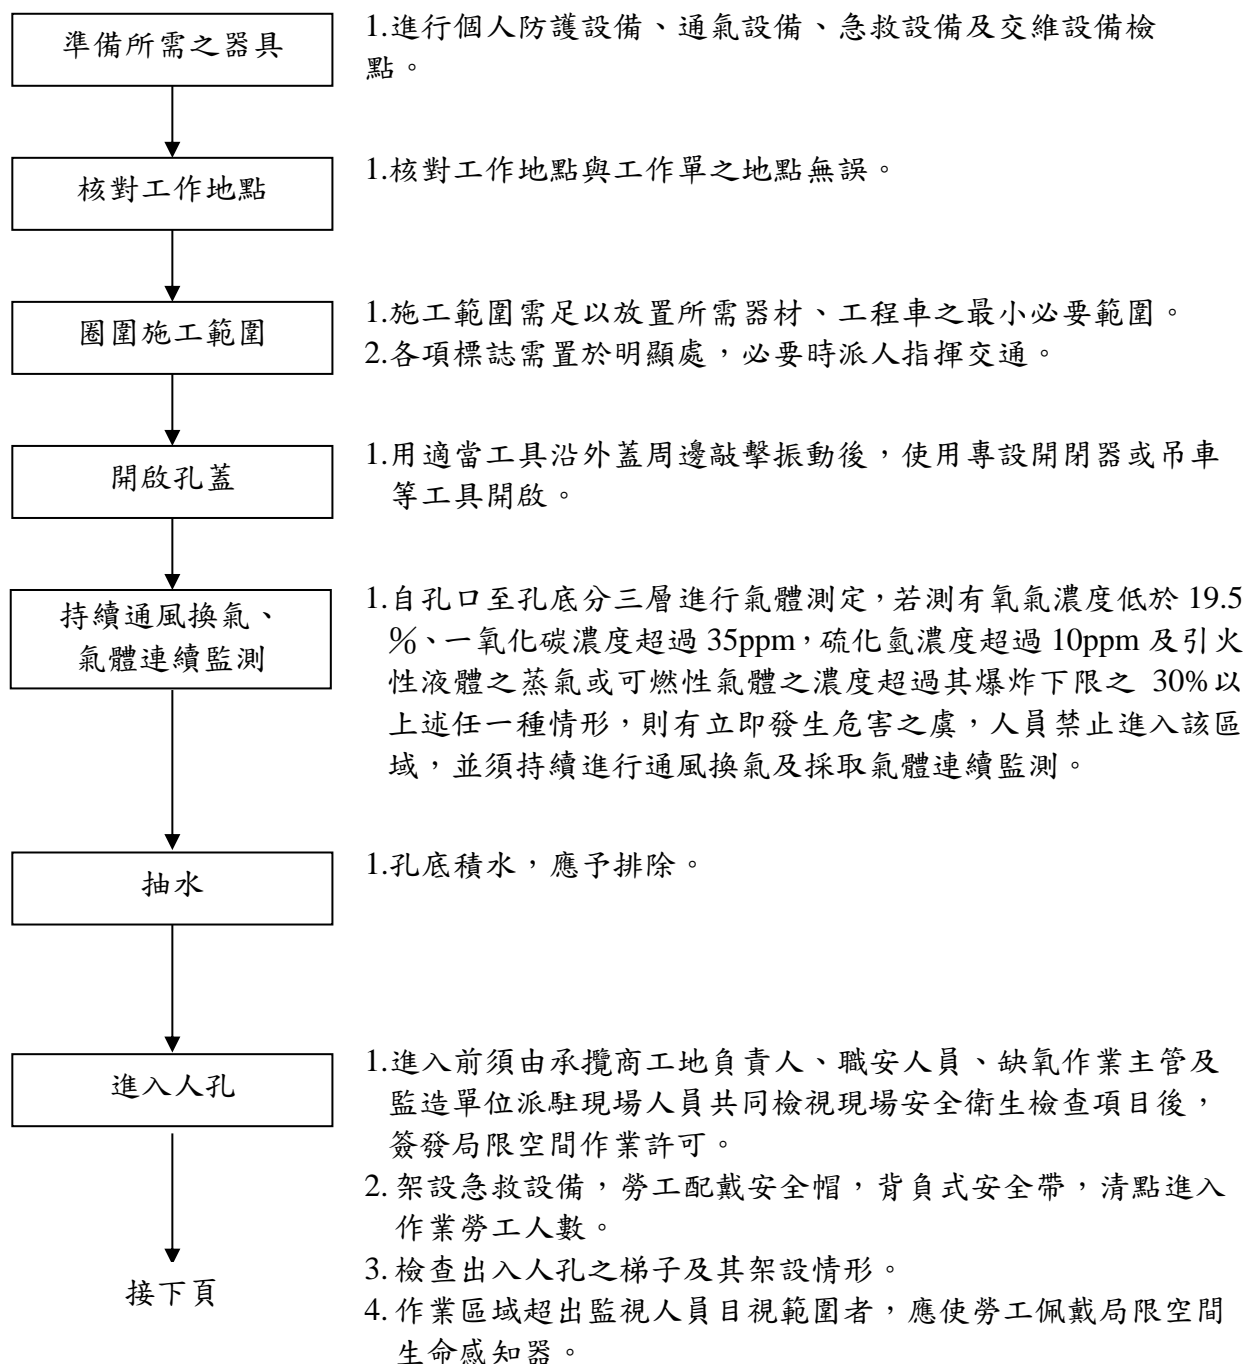 準備所需之器具
1.進行個人防護設備、通氣設備、急救設備及交維設備檢
點。
核對工作地點
1.核對工作地點與工作單之地點無誤。
圈圍施工範圍
1.施工範圍需足以放置所需器材、工程車之最小必要範圍。
2.各項標誌需置於明顯處，必要時派人指揮交通。
開啟孔蓋
1.用適當工具沿外蓋周邊敲擊振動後，使用專設開閉器或吊車
等工具開啟。
持續通風換氣、
氣體連續監測
1.自孔口至孔底分三層進行氣體測定，若測有氧氣濃度低於 19.5
％、一氧化碳濃度超過 35ppm，硫化氫濃度超過 10ppm 及引火
性液體之蒸氣或可燃性氣體之濃度超過其爆炸下限之 30%以
上述任一種情形，則有立即發生危害之虞，人員禁止進入該區
域，並須持續進行通風換氣及採取氣體連續監測。
抽水
1.孔底積水，應予排除。
進入人孔
1.進入前須由承攬商工地負責人、職安人員、缺氧作業主管及
監造單位派駐現場人員共同檢視現場安全衛生檢查項目後，
簽發局限空間作業許可。
2.架設急救設備，勞工配戴安全帽，背負式安全帶，清點進入
作業勞工人數。
3.檢查出入人孔之梯子及其架設情形。
4.作業區域超出監視人員目視範圍者，應使勞工佩戴局限空間
生命感知器。
接下頁